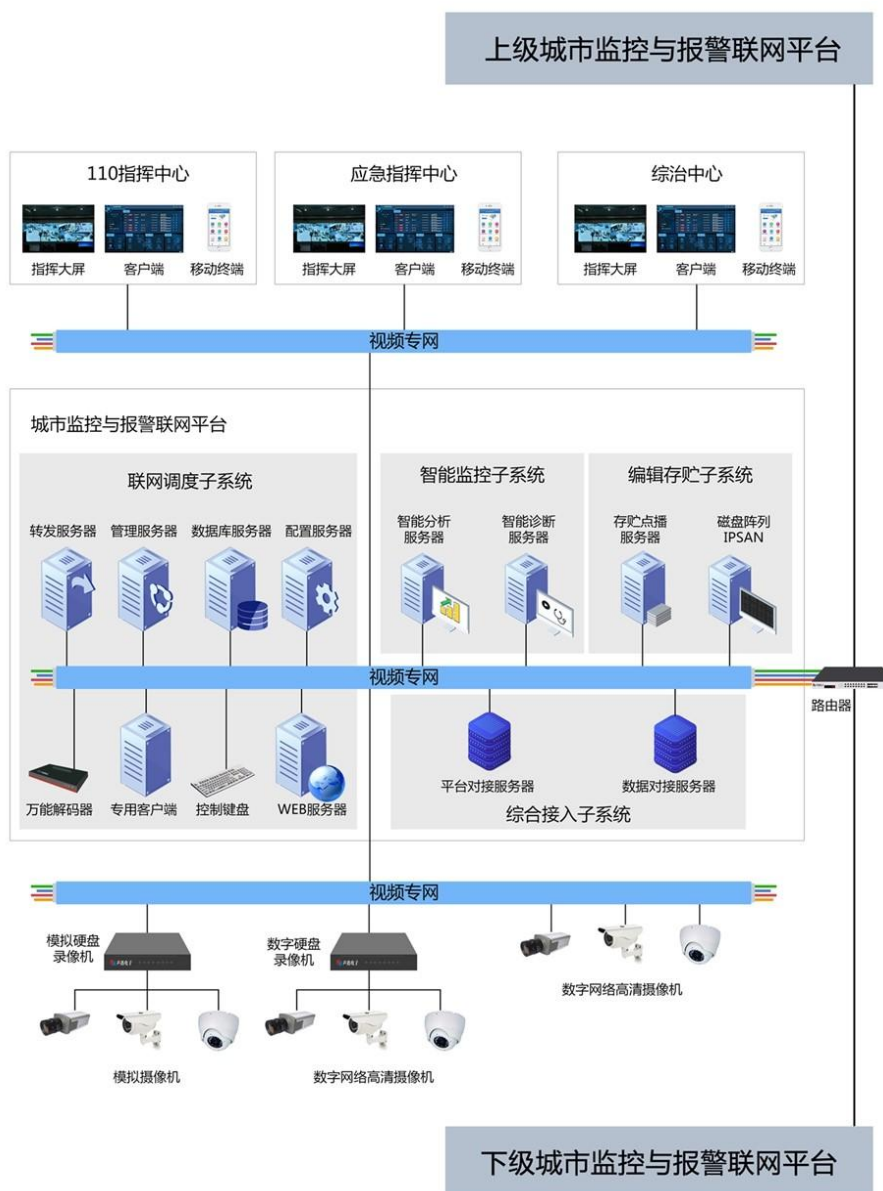 上级城市监控与报警联网平台
110指挥中心
指挥大屏
客户端
移动终端
应急指挥中心
指挥大屏
客户端
移动终端
综治中心
指挥大屏
客户端
移动终端
视频专网
城市监控与报警联网平台
联网调度子系统
转发服务器
管理服务器
数据库服务器
配置服务器
智能监控子系统
智能分析
服务器
智能诊断
服务器
编辑存贮子系统
存贮点播
服务器
磁盘阵列
IPSAN
视频专网
路由器
万能解码器
专用客户端
控制键盘
WEB服务器
平台对接服务器
数据对接服务器
综合接入子系统
视频专网
模拟硬盘
录像机
数字硬盘
录像机
数字网络高清摄像机
模拟摄像机
数字网络高清摄像机
下级城市监控与报警联网平台